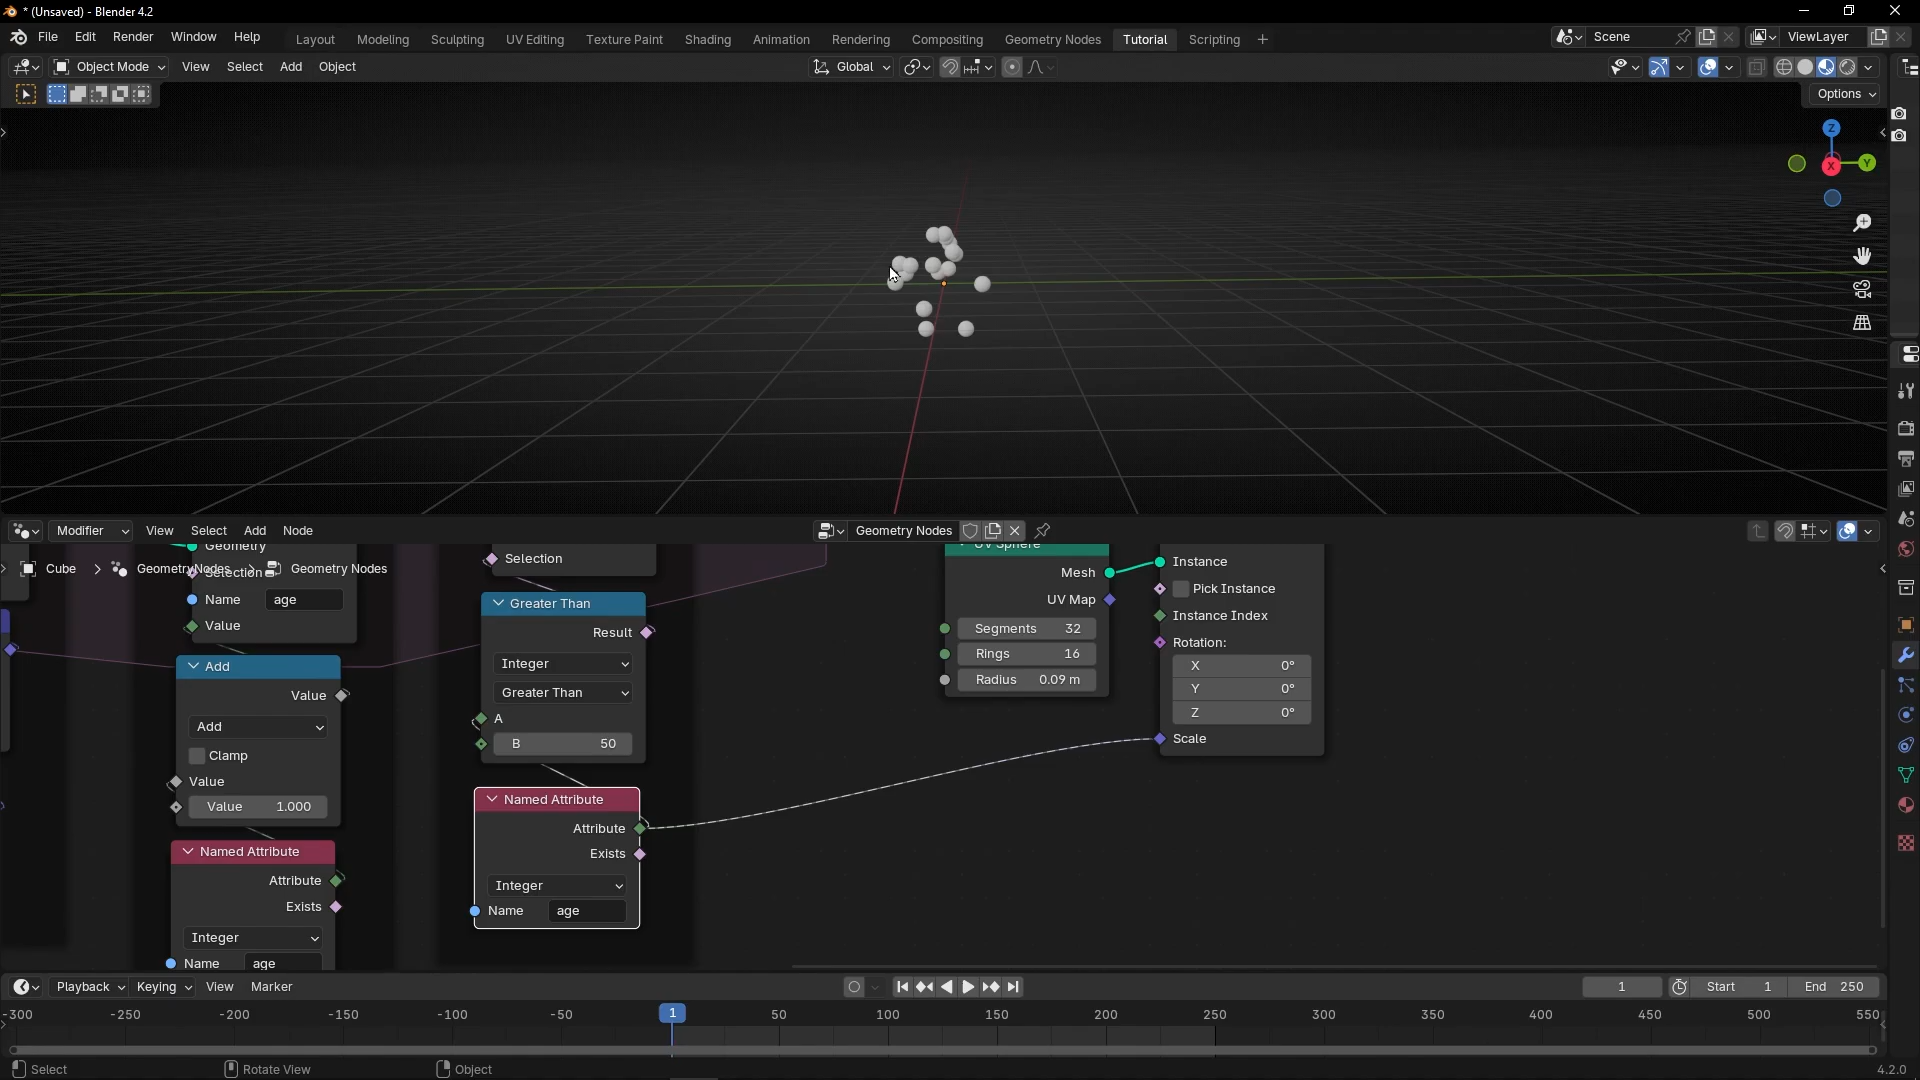 * (Unsaved) - Blender 4.2
File Edit Render Window Help
Layout Modeling Sculpting UV Editing Texture Paint Shading Animation Rendering Compositing Geometry Nodes Tutorial Scripting
Scene
ViewLayer
Object Mode View Select Add Object
Global
Options
Z
Y
X
Modifier View Select Add Node
Geometry Nodes
Cube GeometryNodes Geometry Nodes
Geometry
Selection
Name age
Value
Add
Value
Add
Clamp
Value
Value 1.000
Named Attribute
Attribute
Exists
Integer
Name age
Selection
Greater Than
Result
Integer
Greater Than
A
B 50
Named Attribute
Attribute
Exists
Integer
Name age
UV Sphere
Mesh
UV Map
Segments 32
Rings 16
Radius 0.09 m
Instance
Pick Instance
Instance Index
Rotation:
X 0°
Y 0°
Z 0°
Scale
Playback Keying View Marker
1
Start 1
End 250
-300 -250 -200 -150 -100 -50 1 50 100 150 200 250 300 350 400 450 500 550
Select
Rotate View
Object
4.2.0